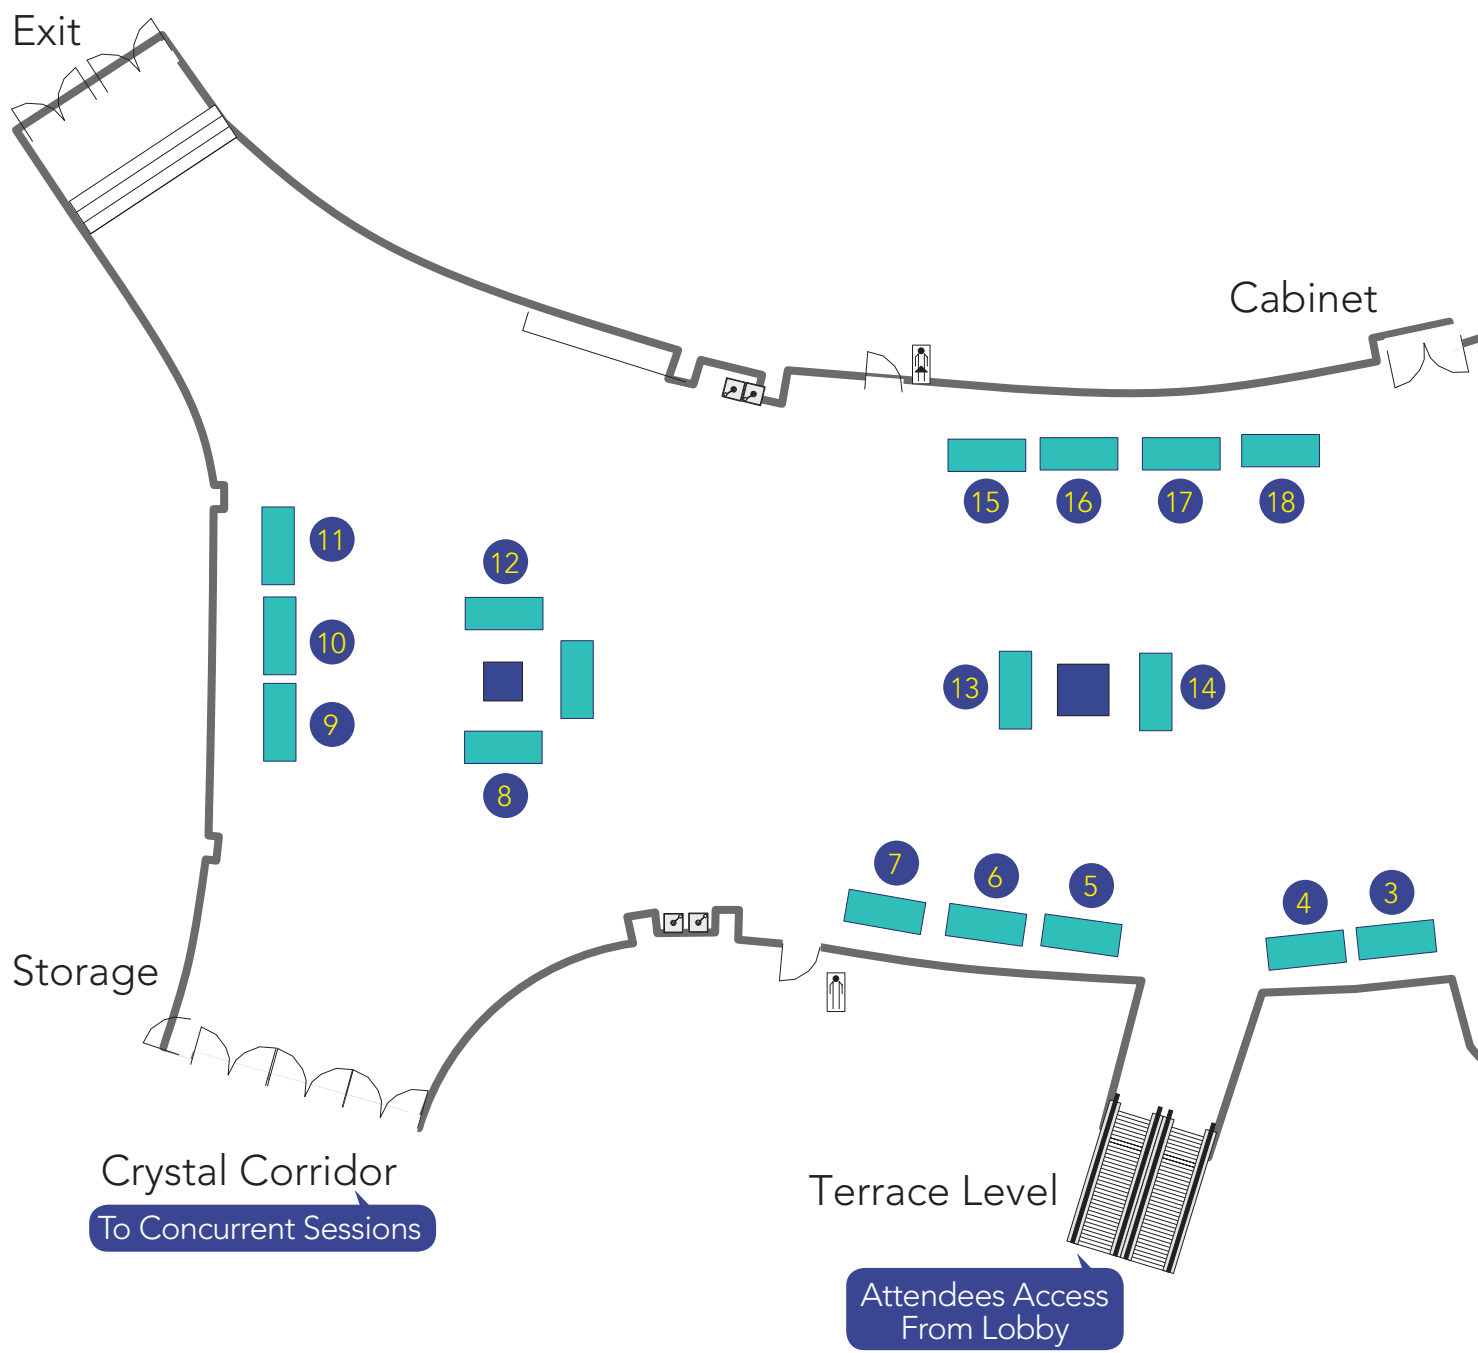 Exit
Cabinet
15
16
17
18
11
12
10
13
14
9
8
7
6
5
4
3
Storage
Crystal Corridor
To Concurrent Sessions
Terrace Level
Attendees Access
From Lobby